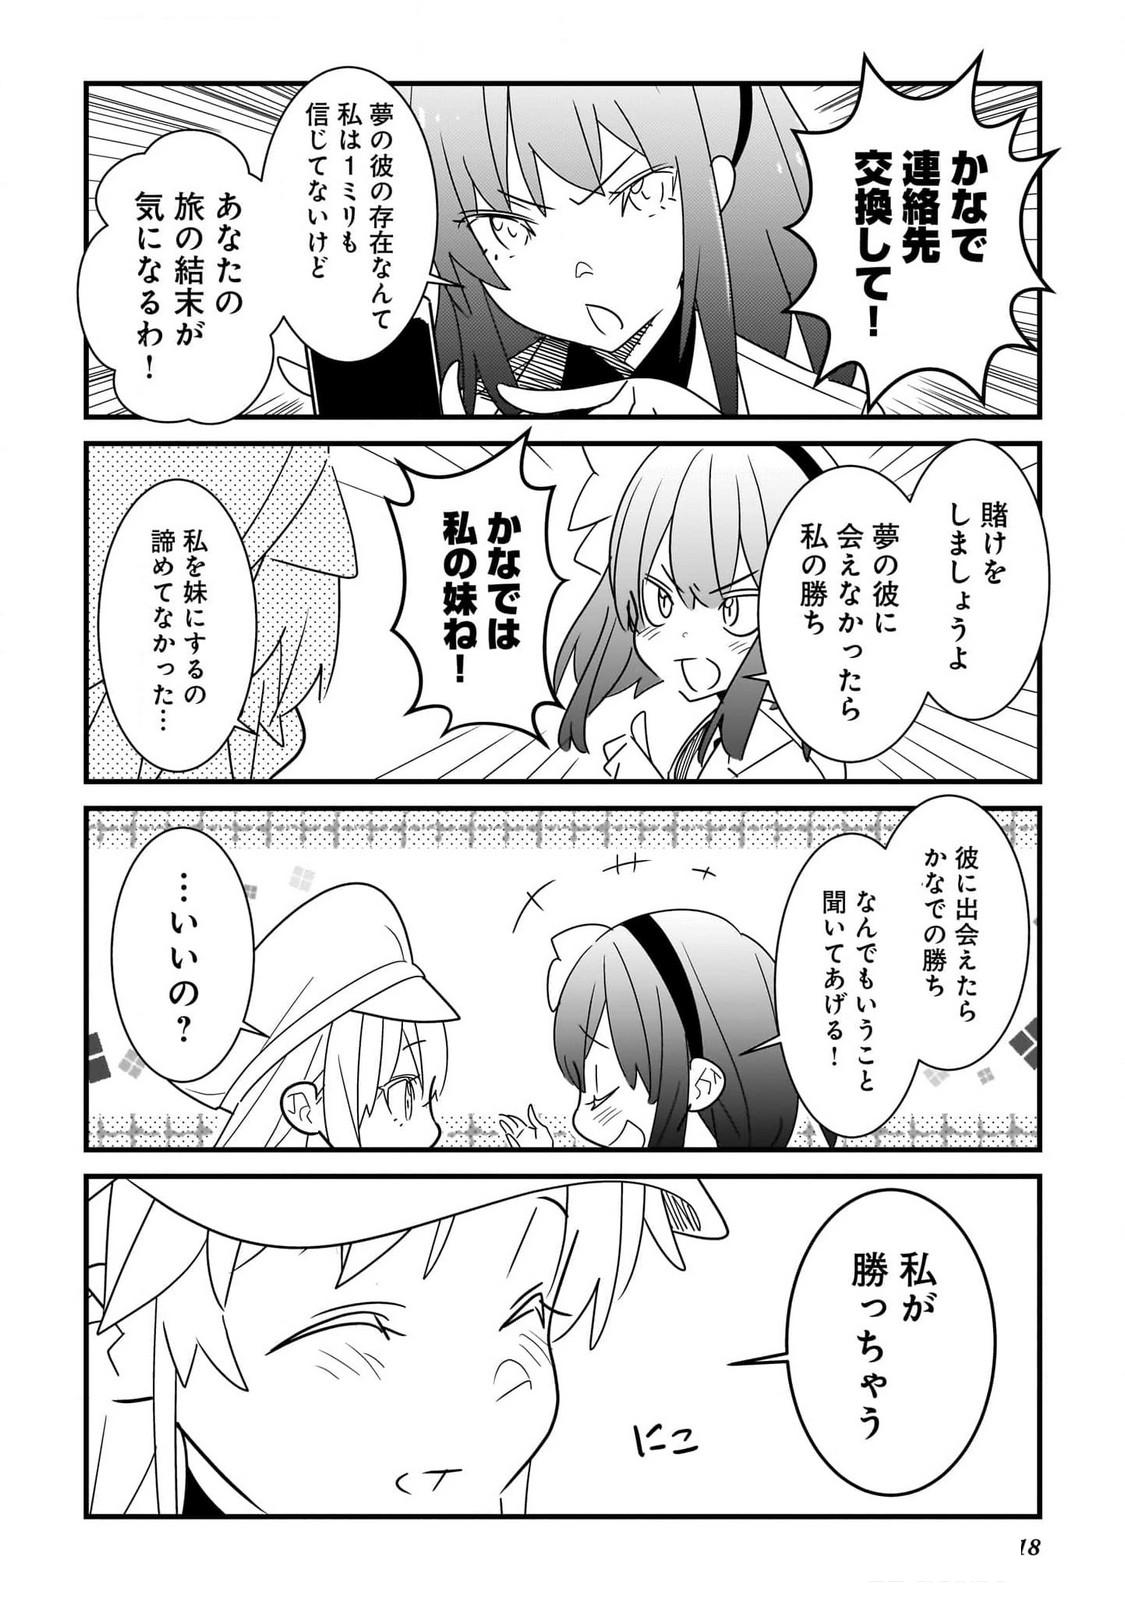 かなで
連絡先
交換して！
夢の彼の存在なんて
私は1ミリも
信じてないけど
あなたの
旅の結末が
気になるわ！
賭けを
しましょうよ
夢の彼に
会えなかったら
私の勝ち
かなでは
私の妹ね！
私を妹にするの
諦めてなかった…
彼に出会えたら
かなでの勝ち
なんでもいうこと
聞いてあげる！
…いいの？
私が
勝っちゃう
にこ
18